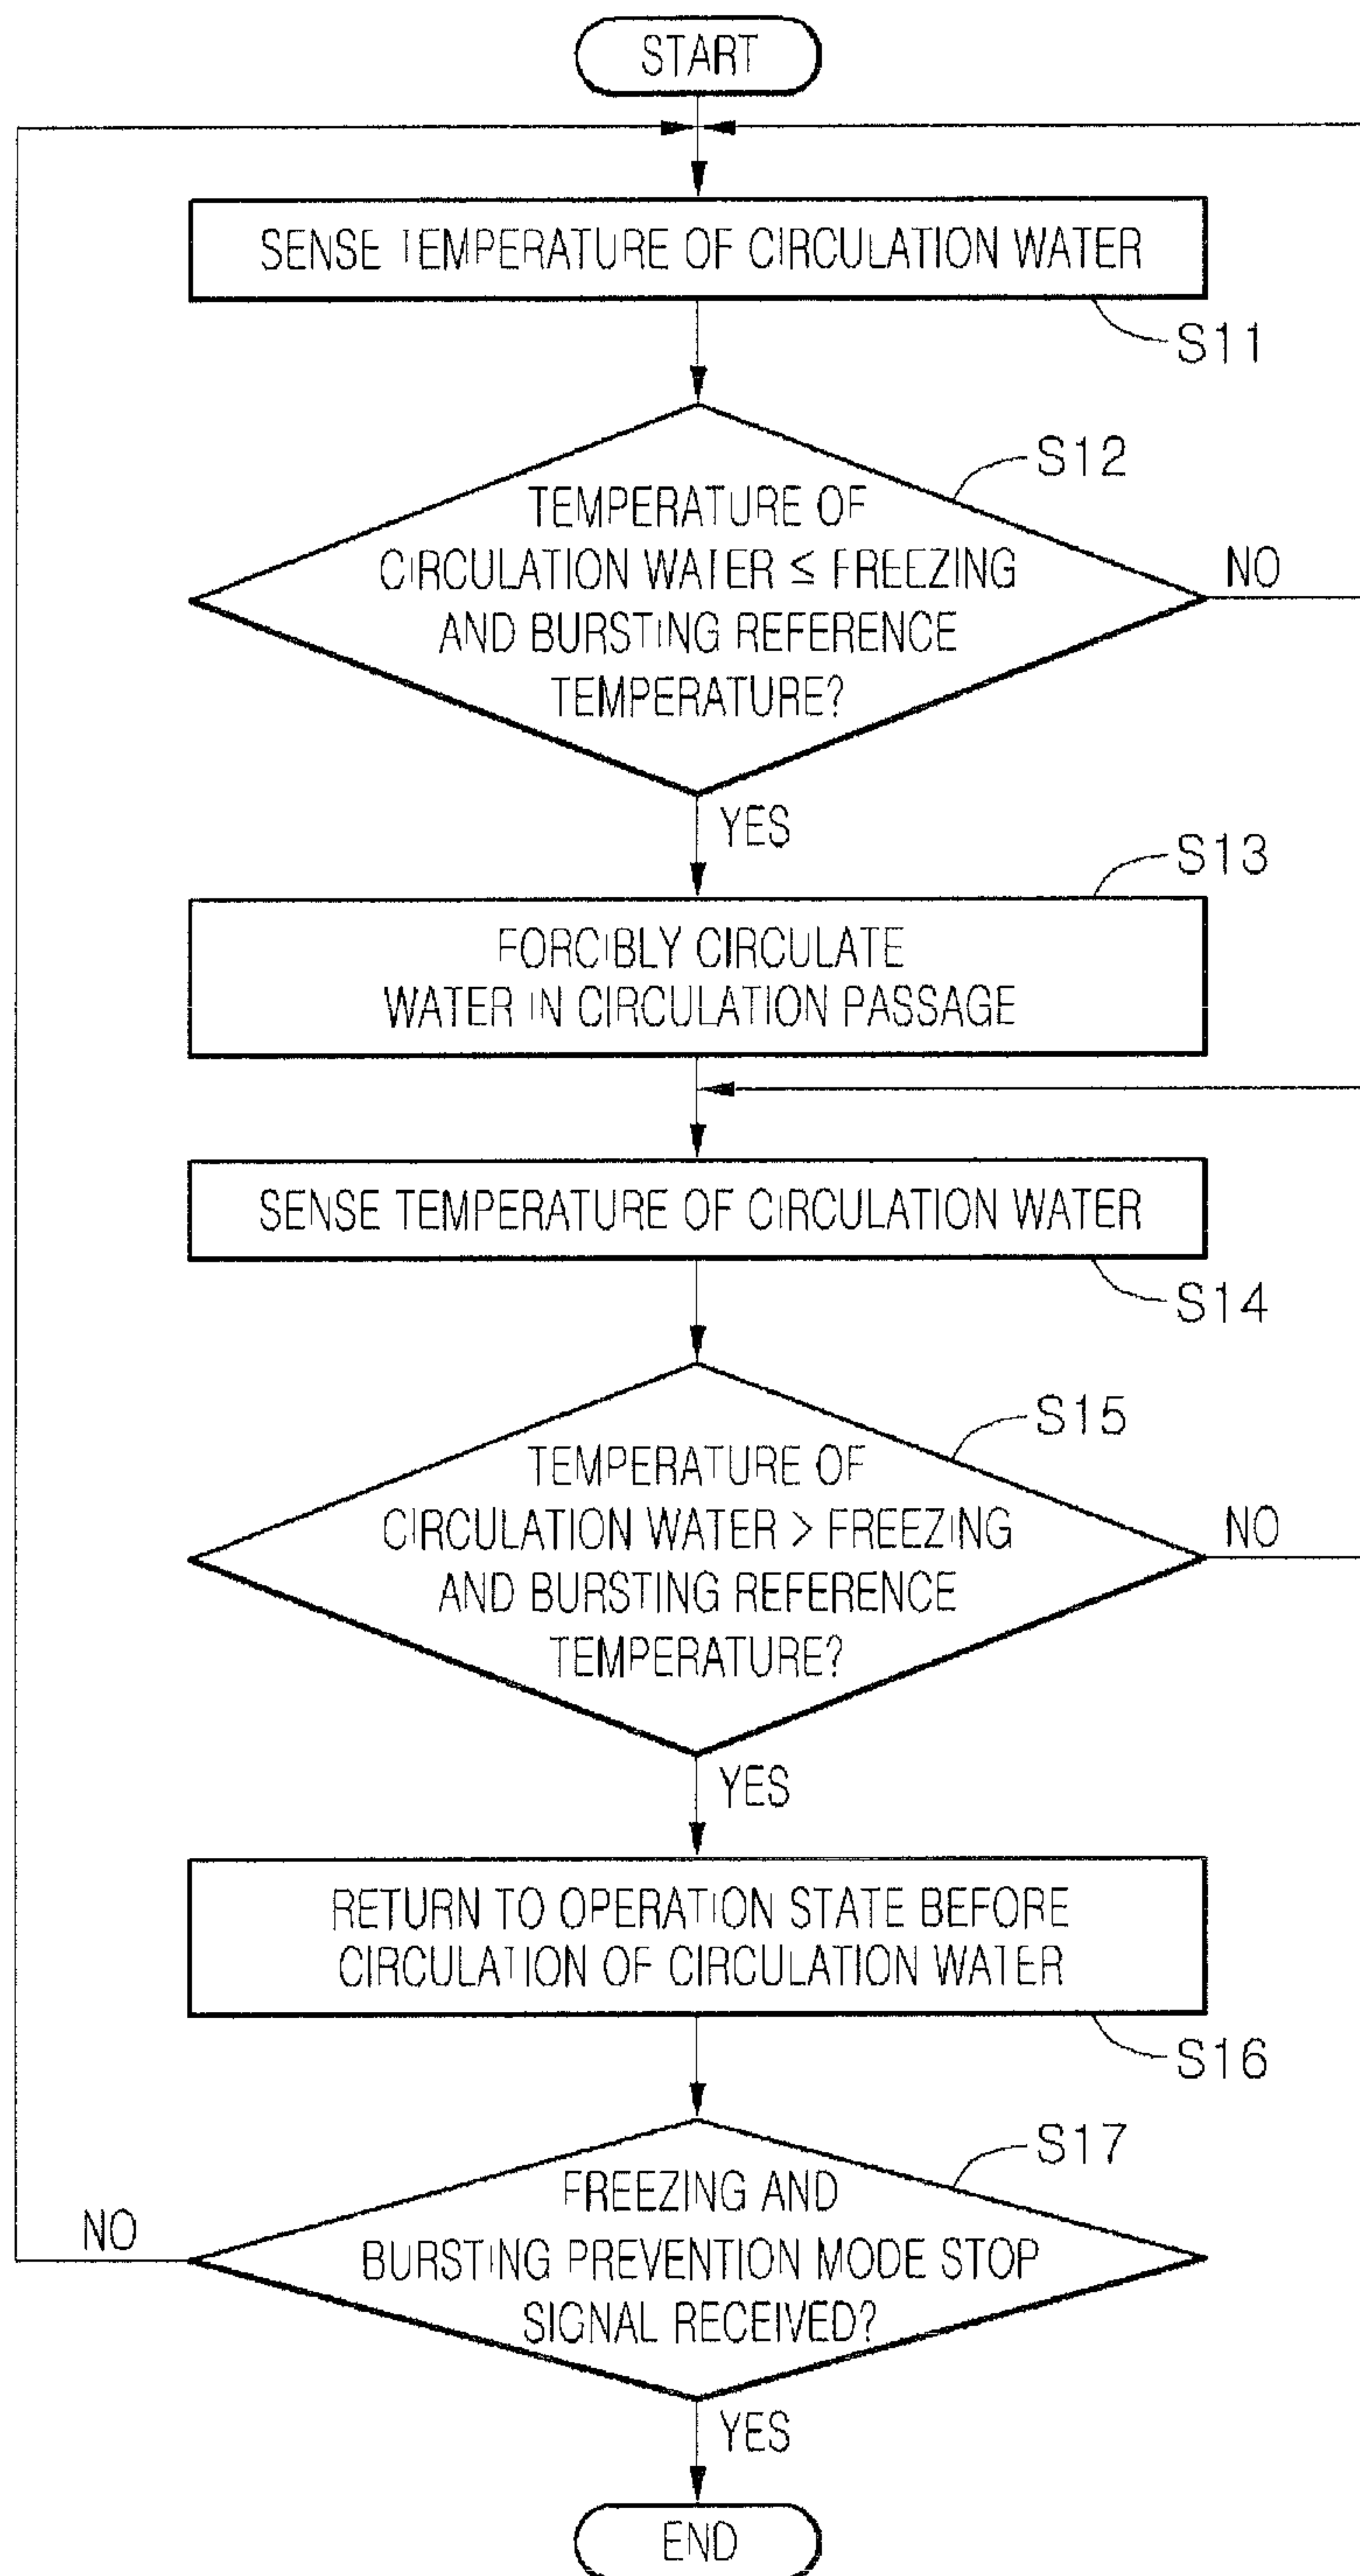 START
SENSE TEMPERATURE OF CIRCULATION WATER
S11
S12
TEMPERATURE OF
CIRCULATION WATER ≤ FREEZING
AND BURSTING REFERENCE
TEMPERATURE?
NO
YES
S13
FORCIBLY CIRCULATE
WATER IN CIRCULATION PASSAGE
SENSE TEMPERATURE OF CIRCULATION WATER
S14
S15
TEMPERATURE OF
CIRCULATION WATER > FREEZING
AND BURSTING REFERENCE
TEMPERATURE?
NO
YES
RETURN TO OPERATION STATE BEFORE
CIRCULATION OF CIRCULATION WATER
S16
S17
FREEZING AND
BURSTING PREVENTION MODE STOP
SIGNAL RECEIVED?
NO
YES
END